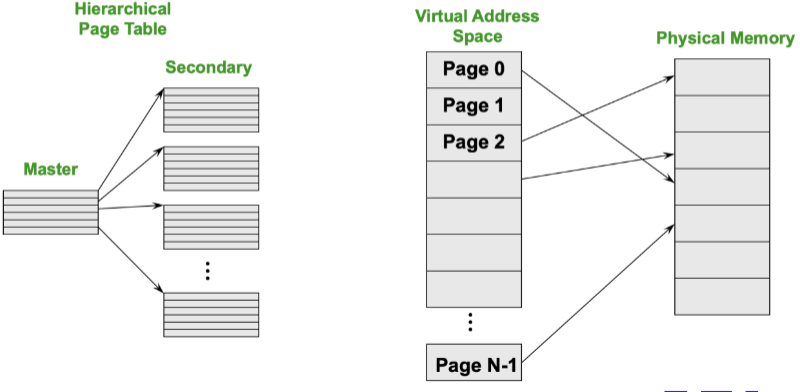 Hierarchical
Page Table
Secondary
Master
Virtual Address
Space
Physical Memory
Page 0
Page 1
Page 2
Page N-1